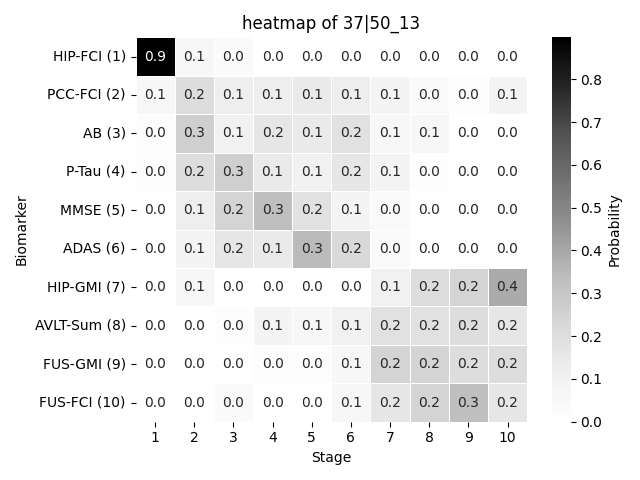 heatmap of 37|50_13
HIP-FCI (1) 0.9 0.1 0.0 0.0 0.0 0.0 0.0 0.0 0.0 0.0
PCC-FCI (2) 0.1 0.2 0.1 0.1 0.1 0.1 0.1 0.0 0.0 0.1
AB (3) 0.0 0.3 0.1 0.2 0.1 0.2 0.1 0.1 0.0 0.0
P-Tau (4) 0.0 0.2 0.3 0.1 0.1 0.2 0.1 0.0 0.0 0.0
MMSE (5) 0.0 0.1 0.2 0.3 0.2 0.1 0.0 0.0 0.0 0.0
ADAS (6) 0.0 0.1 0.2 0.1 0.3 0.2 0.0 0.0 0.0 0.0
HIP-GMI (7) 0.0 0.1 0.0 0.0 0.0 0.0 0.1 0.2 0.2 0.4
AVLT-Sum (8) 0.0 0.0 0.0 0.1 0.1 0.1 0.2 0.2 0.2 0.2
FUS-GMI (9) 0.0 0.0 0.0 0.0 0.0 0.1 0.2 0.2 0.2 0.2
FUS-FCI (10) 0.0 0.0 0.0 0.0 0.0 0.1 0.2 0.2 0.3 0.2
1 2 3 4 5 6 7 8 9 10
Stage
Biomarker
0.8
0.7
0.6
0.5
0.4
0.3
0.2
0.1
0.0
Probability